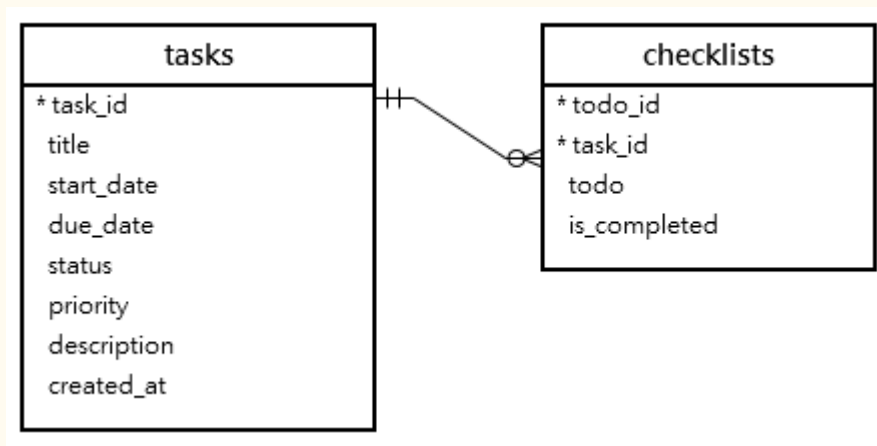 tasks
* task_id
title
start_date
due_date
status
priority
description
created_at
checklists
* todo_id
* task_id
todo
is_completed